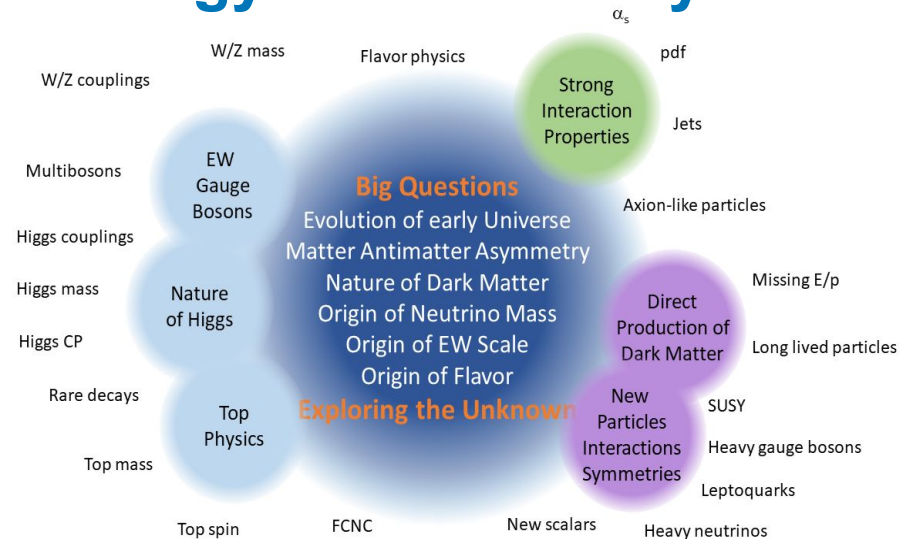 αs
W/Z mass
Flavor physics
pdf
W/Z couplings
Strong
Interaction
Properties
Jets
Multibosons
EW
Gauge
Bosons
Big Questions
Evolution of early Universe
Matter Antimatter Asymmetry
Nature of Dark Matter
Origin of Neutrino Mass
Origin of EW Scale
Origin of Flavor
Exploring the Unknown
Axion-like particles
Higgs couplings
Higgs mass
Higgs CP
Nature
of Higgs
Direct
Production of
Dark Matter
Missing E/p
Long lived particles
Rare decays
Top
Physics
New
Particles
Interactions
Symmetries
SUSY
Heavy gauge bosons
Leptoquarks
Top mass
Top spin
FCNC
New scalars
Heavy neutrinos